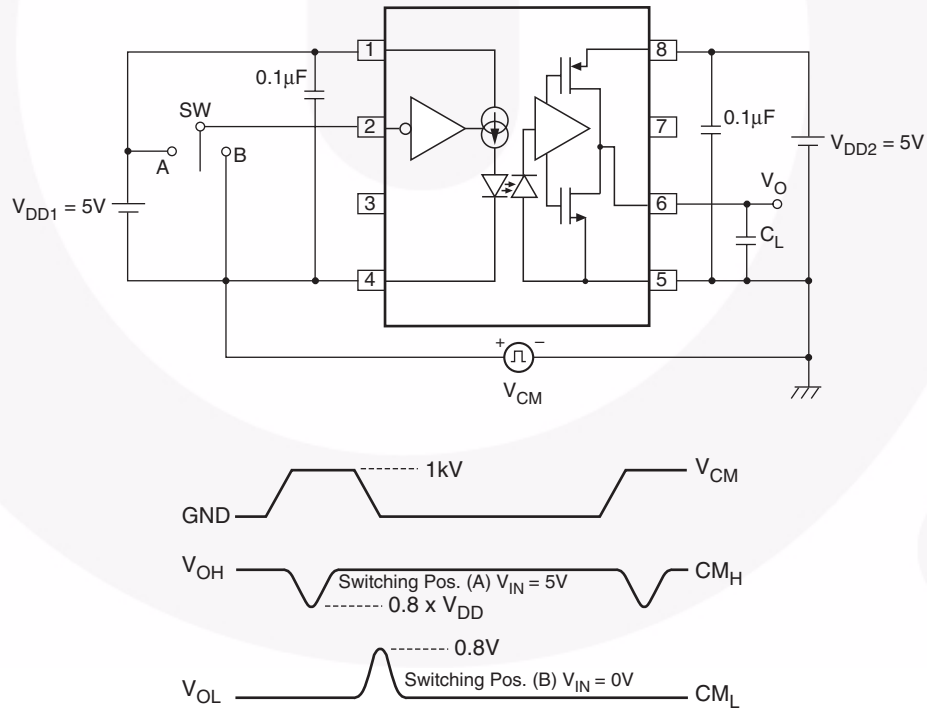 1
8
0.1μF
SW
2
7
0.1μF
A
B
V_DD2 = 5V
V_DD1 = 5V
3
6
V_O
C_L
4
5
+
–
V_CM
1kV
V_CM
GND
V_OH
Switching Pos. (A) V_IN = 5V
CM_H
0.8 x V_DD
0.8V
Switching Pos. (B) V_IN = 0V
V_OL
CM_L